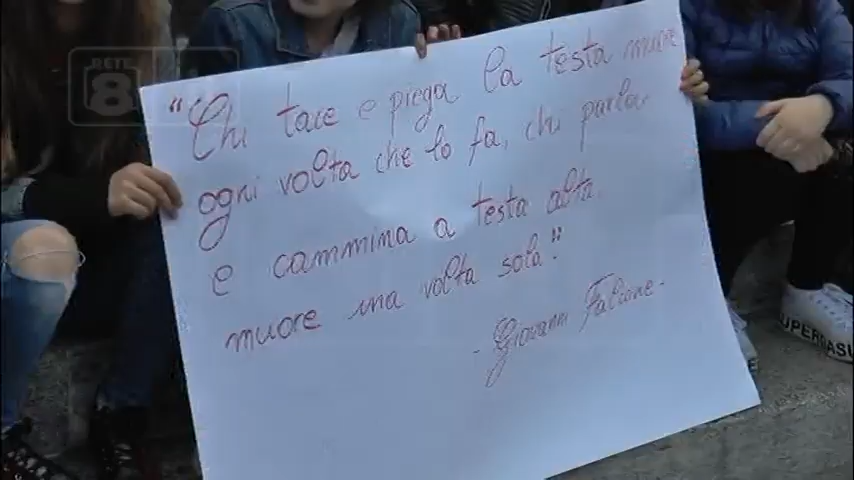 RETE
8
"Chi tace e piega la testa muore
ogni volta che lo fa, chi parla
e cammina a testa alta
muore una volta sola."
- Giovanni Falcone -
SUPERGA